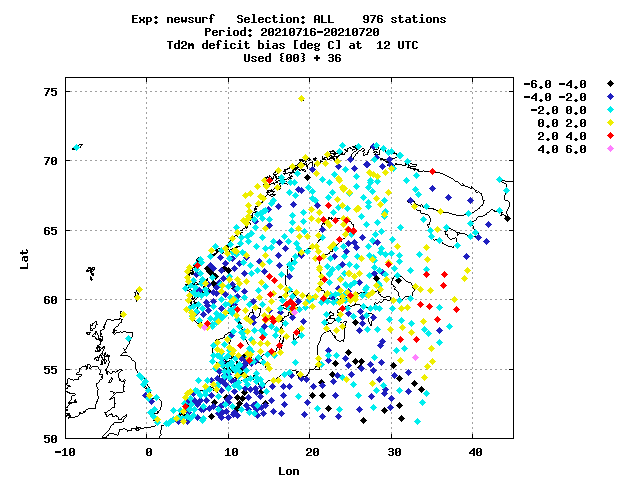 Exp: newsurf   Selection: ALL    976 stations
Period: 20210716-20210720
Td2m deficit bias [deg C] at  12 UTC
Used {00} + 36
-6.0 -4.0
-4.0 -2.0
-2.0 0.0
0.0 2.0
2.0 4.0
4.0 6.0
75
70
65
60
55
50
Lat
-10 0 10 20 30 40
Lon